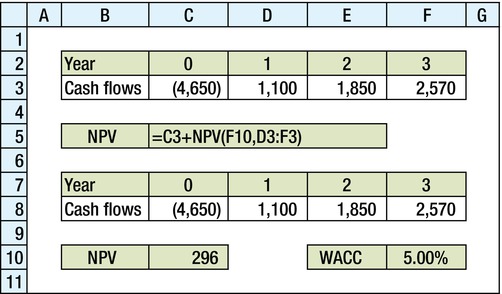 A B C D E F G
1
2 Year 0 1 2 3
3 Cash flows (4,650) 1,100 1,850 2,570
4
5 NPV =C3+NPV(F10,D3:F3)
6
7 Year 0 1 2 3
8 Cash flows (4,650) 1,100 1,850 2,570
9
10 NPV 296 WACC 5.00%
11